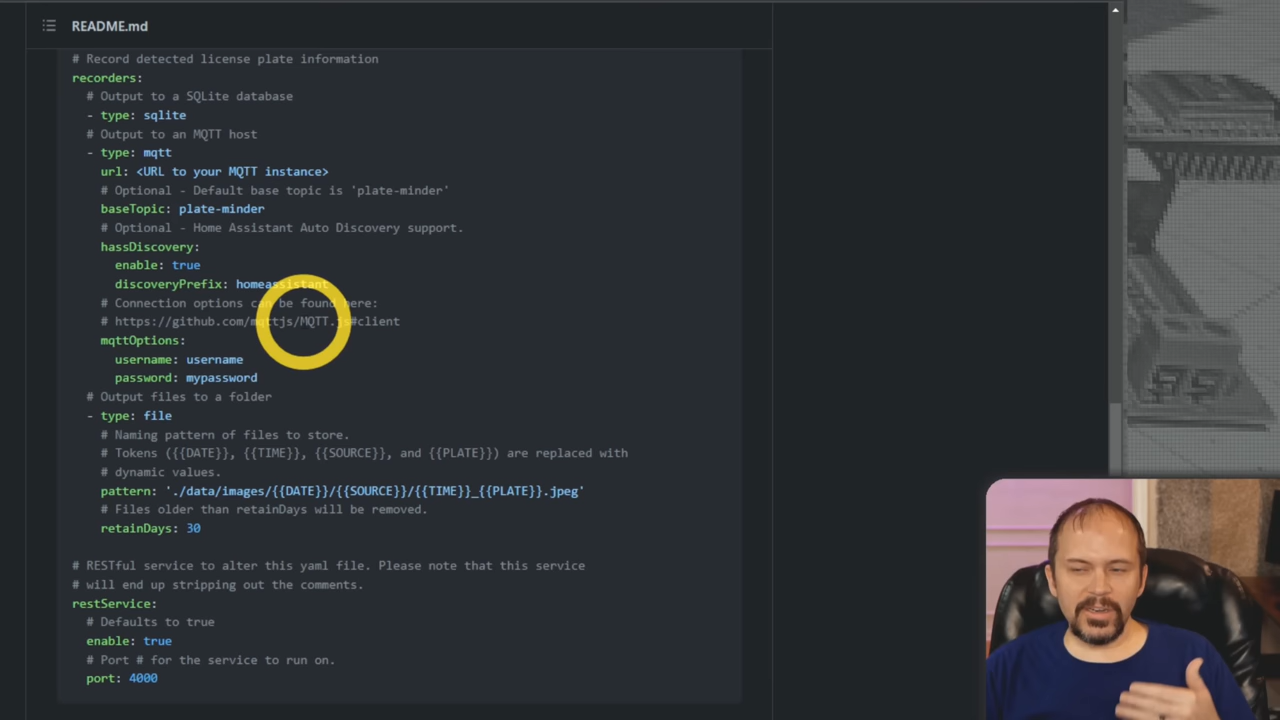 README.md
# Record detected license plate information
recorders:
# Output to a SQLite database
- type: sqlite
# Output to an MQTT host
- type: mqtt
url: <URL to your MQTT instance>
# Optional - Default base topic is 'plate-minder'
baseTopic: plate-minder
# Optional - Home Assistant Auto Discovery support.
hassDiscovery:
enable: true
discoveryPrefix: homeassistant
# Connection options can be found here:
# https://github.com/mqttjs/MQTT.js#client
mqttOptions:
username: username
password: mypassword
# Output files to a folder
- type: file
# Naming pattern of files to store.
# Tokens ({{DATE}}, {{TIME}}, {{SOURCE}}, and {{PLATE}}) are replaced with
# dynamic values.
pattern: './data/images/{{DATE}}/{{SOURCE}}/{{TIME}}_{{PLATE}}.jpeg'
# Files older than retainDays will be removed.
retainDays: 30
# RESTful service to alter this yaml file. Please note that this service
# will end up stripping out the comments.
restService:
# Defaults to true
enable: true
# Port # for the service to run on.
port: 4000